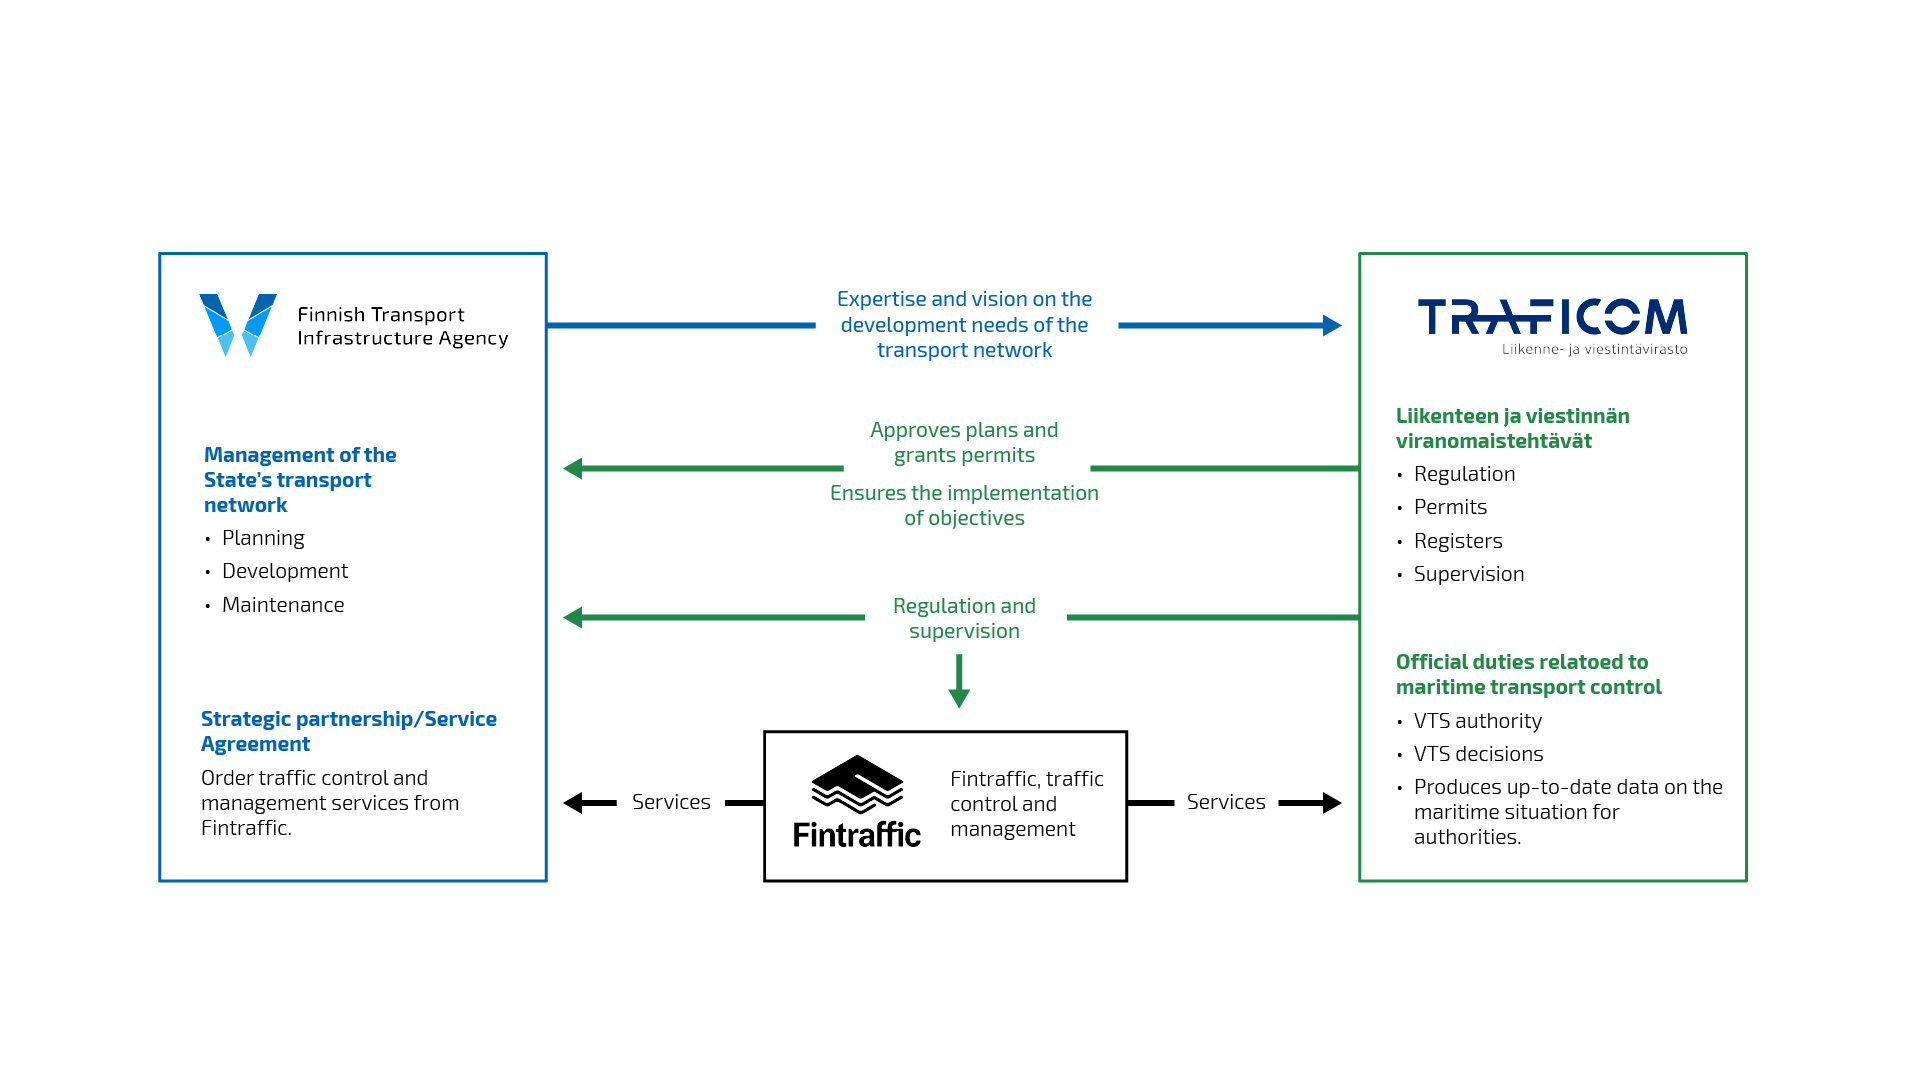 Finnish Transport
Infrastructure Agency
Management of the
State's transport
network
• Planning
• Development
• Maintenance
Strategic partnership/Service
Agreement
Order traffic control and
management services from
Fintraffic.
Expertise and vision on the
development needs of the
transport network
Approves plans and
grants permits
Ensures the implementation
of objectives
Regulation and
supervision
Services
Fintraffic
Fintraffic, traffic
control and
management
Services
TRAFICOM
Liikenne- ja viestintävirasto
Liikenteen ja viestinnän
viranomaistehtävät
• Regulation
• Permits
• Registers
• Supervision
Official duties relatoed to
maritime transport control
• VTS authority
• VTS decisions
• Produces up-to-date data on the
maritime situation for
authorities.